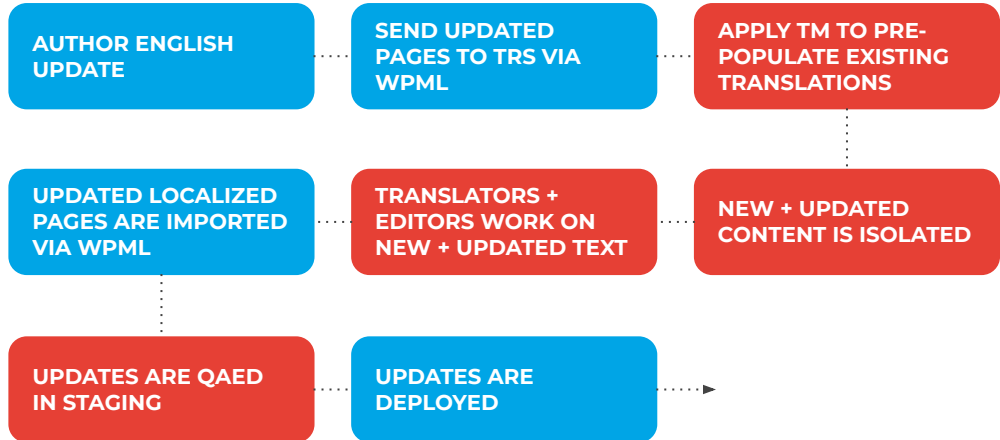 AUTHOR ENGLISH
UPDATE
SEND UPDATED
PAGES TO TRS VIA
WPML
APPLY TM TO PRE-
POPULATE EXISTING
TRANSLATIONS
NEW + UPDATED
CONTENT IS ISOLATED
TRANSLATORS +
EDITORS WORK ON
NEW + UPDATED TEXT
UPDATED LOCALIZED
PAGES ARE IMPORTED
VIA WPML
UPDATES ARE QAED
IN STAGING
UPDATES ARE
DEPLOYED